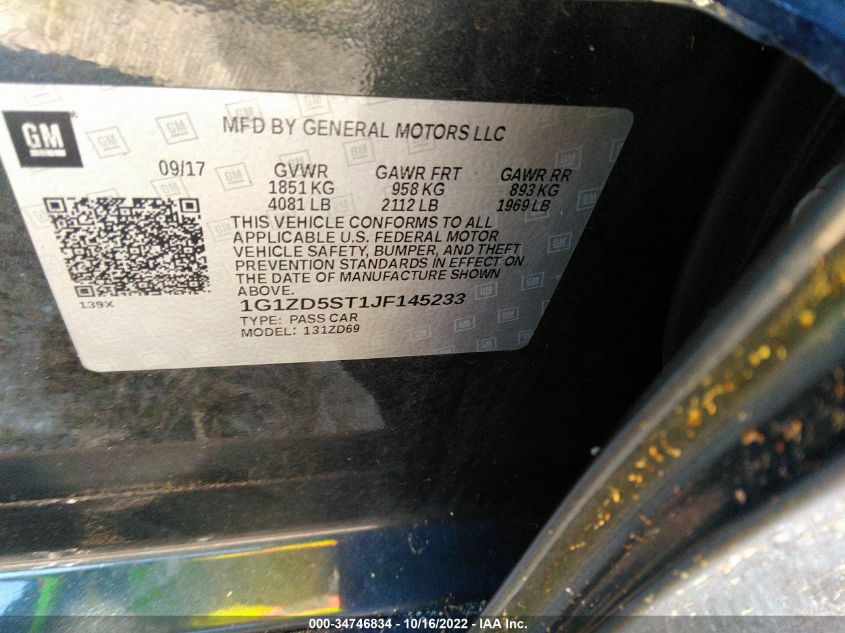 GM
MFD BY GENERAL MOTORS LLC
09/17
GVWR GAWR FRT GAWR RR
1851 KG 958 KG 893 KG
4081 LB 2112 LB 1969 LB
THIS VEHICLE CONFORMS TO ALL
APPLICABLE U.S. FEDERAL MOTOR
VEHICLE SAFETY, BUMPER, AND THEFT
PREVENTION STANDARDS IN EFFECT ON
THE DATE OF MANUFACTURE SHOWN
ABOVE.
139X
1G1ZD5ST1JF145233
TYPE: PASS CAR
MODEL: 131ZD69
000-34746834 - 10/16/2022 - IAA Inc.